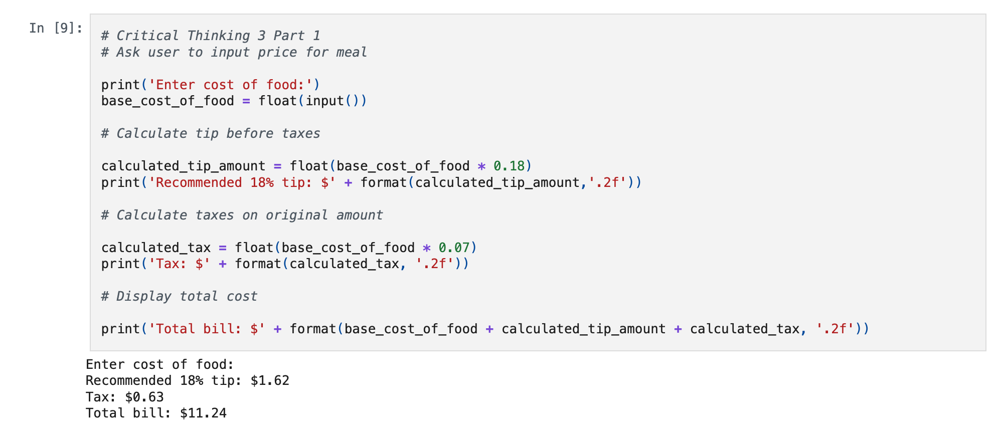 In [9]:
# Critical Thinking 3 Part 1
# Ask user to input price for meal
print('Enter cost of food:')
base_cost_of_food = float(input())
# Calculate tip before taxes
calculated_tip_amount = float(base_cost_of_food * 0.18)
print('Recommended 18% tip: $' + format(calculated_tip_amount,'.2f'))
# Calculate taxes on original amount
calculated_tax = float(base_cost_of_food * 0.07)
print('Tax: $' + format(calculated_tax, '.2f'))
# Display total cost
print('Total bill: $' + format(base_cost_of_food + calculated_tip_amount + calculated_tax, '.2f'))
Enter cost of food:
Recommended 18% tip: $1.62
Tax: $0.63
Total bill: $11.24